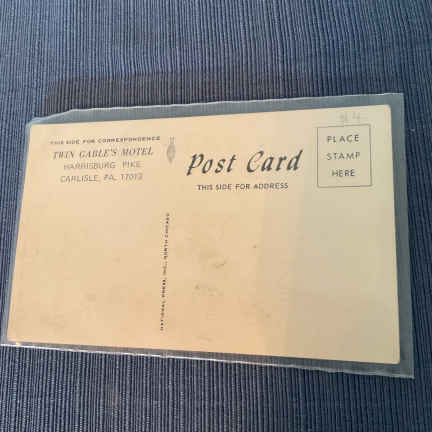 THIS SIDE FOR CORRESPONDENCE
TWIN GABLE'S MOTEL
HARRISBURG PIKE
CARLISLE, PA. 17013
NATIONAL PRESS, INC., NORTH CHICAGO
Post Card
THIS SIDE FOR ADDRESS
PLACE
STAMP
HERE